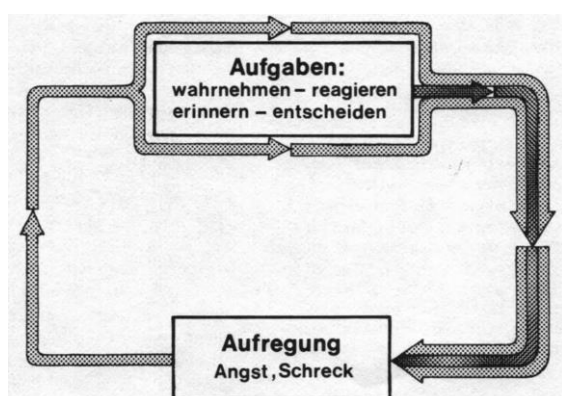 Aufgaben:
wahrnehmen – reagieren
erinnern – entscheiden
Aufregung
Angst, Schreck